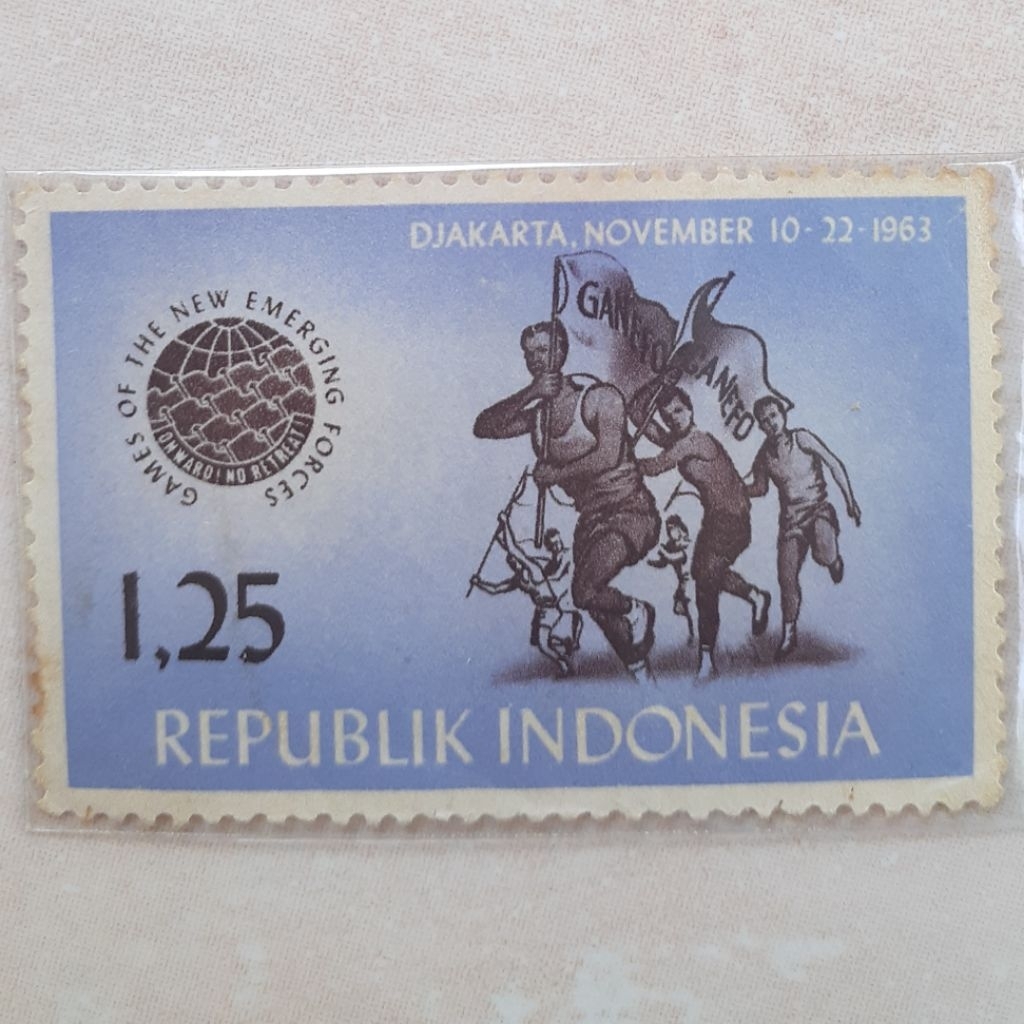 DJAKARTA, NOVEMBER 10-22-1963
GAMES OF THE NEW EMERGING FORCES
ONWARD! NO RETREAT!
GANEFO
GANEFO
1,25
REPUBLIK INDONESIA